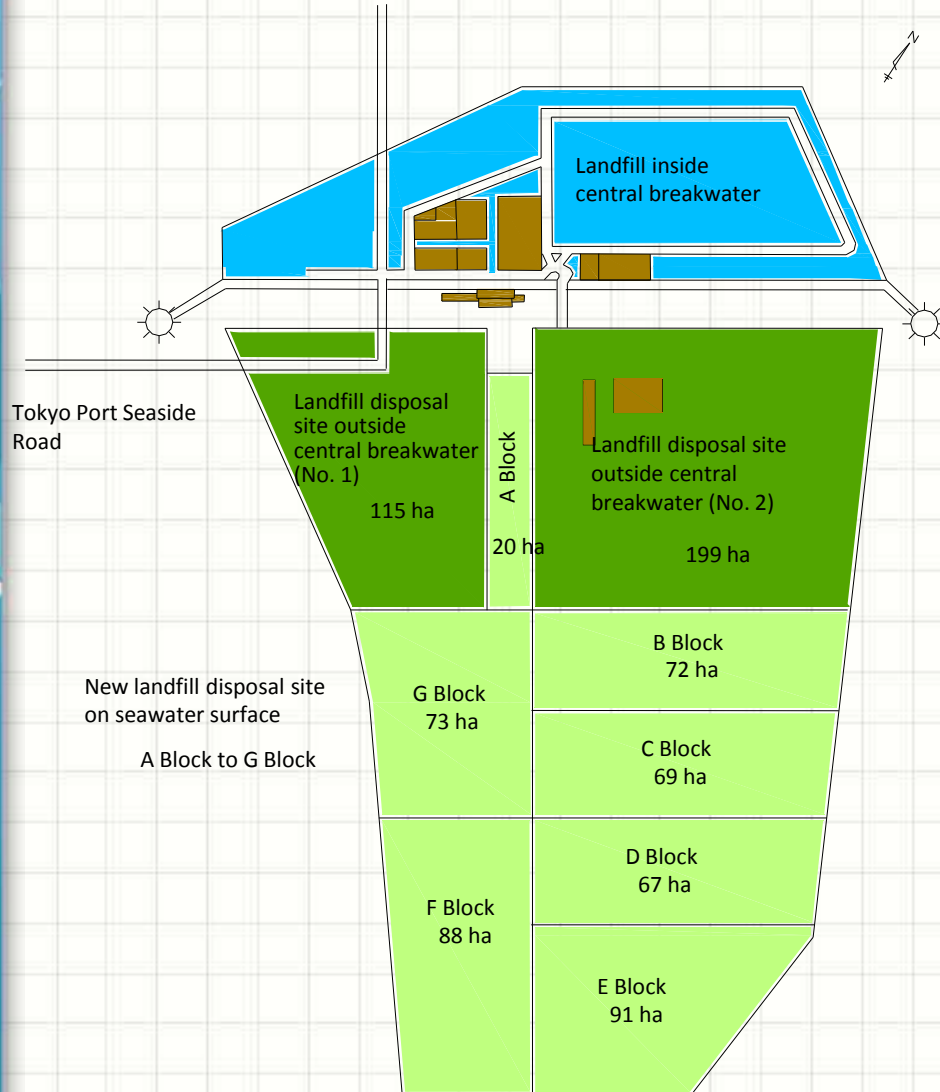 N
Landfill inside
central breakwater
Tokyo Port Seaside
Road
Landfill disposal
site outside
central breakwater
(No. 1)
115 ha
A Block
20 ha
Landfill disposal site
outside central
breakwater (No. 2)
199 ha
New landfill disposal site
on seawater surface
A Block to G Block
G Block
73 ha
B Block
72 ha
C Block
69 ha
D Block
67 ha
F Block
88 ha
E Block
91 ha